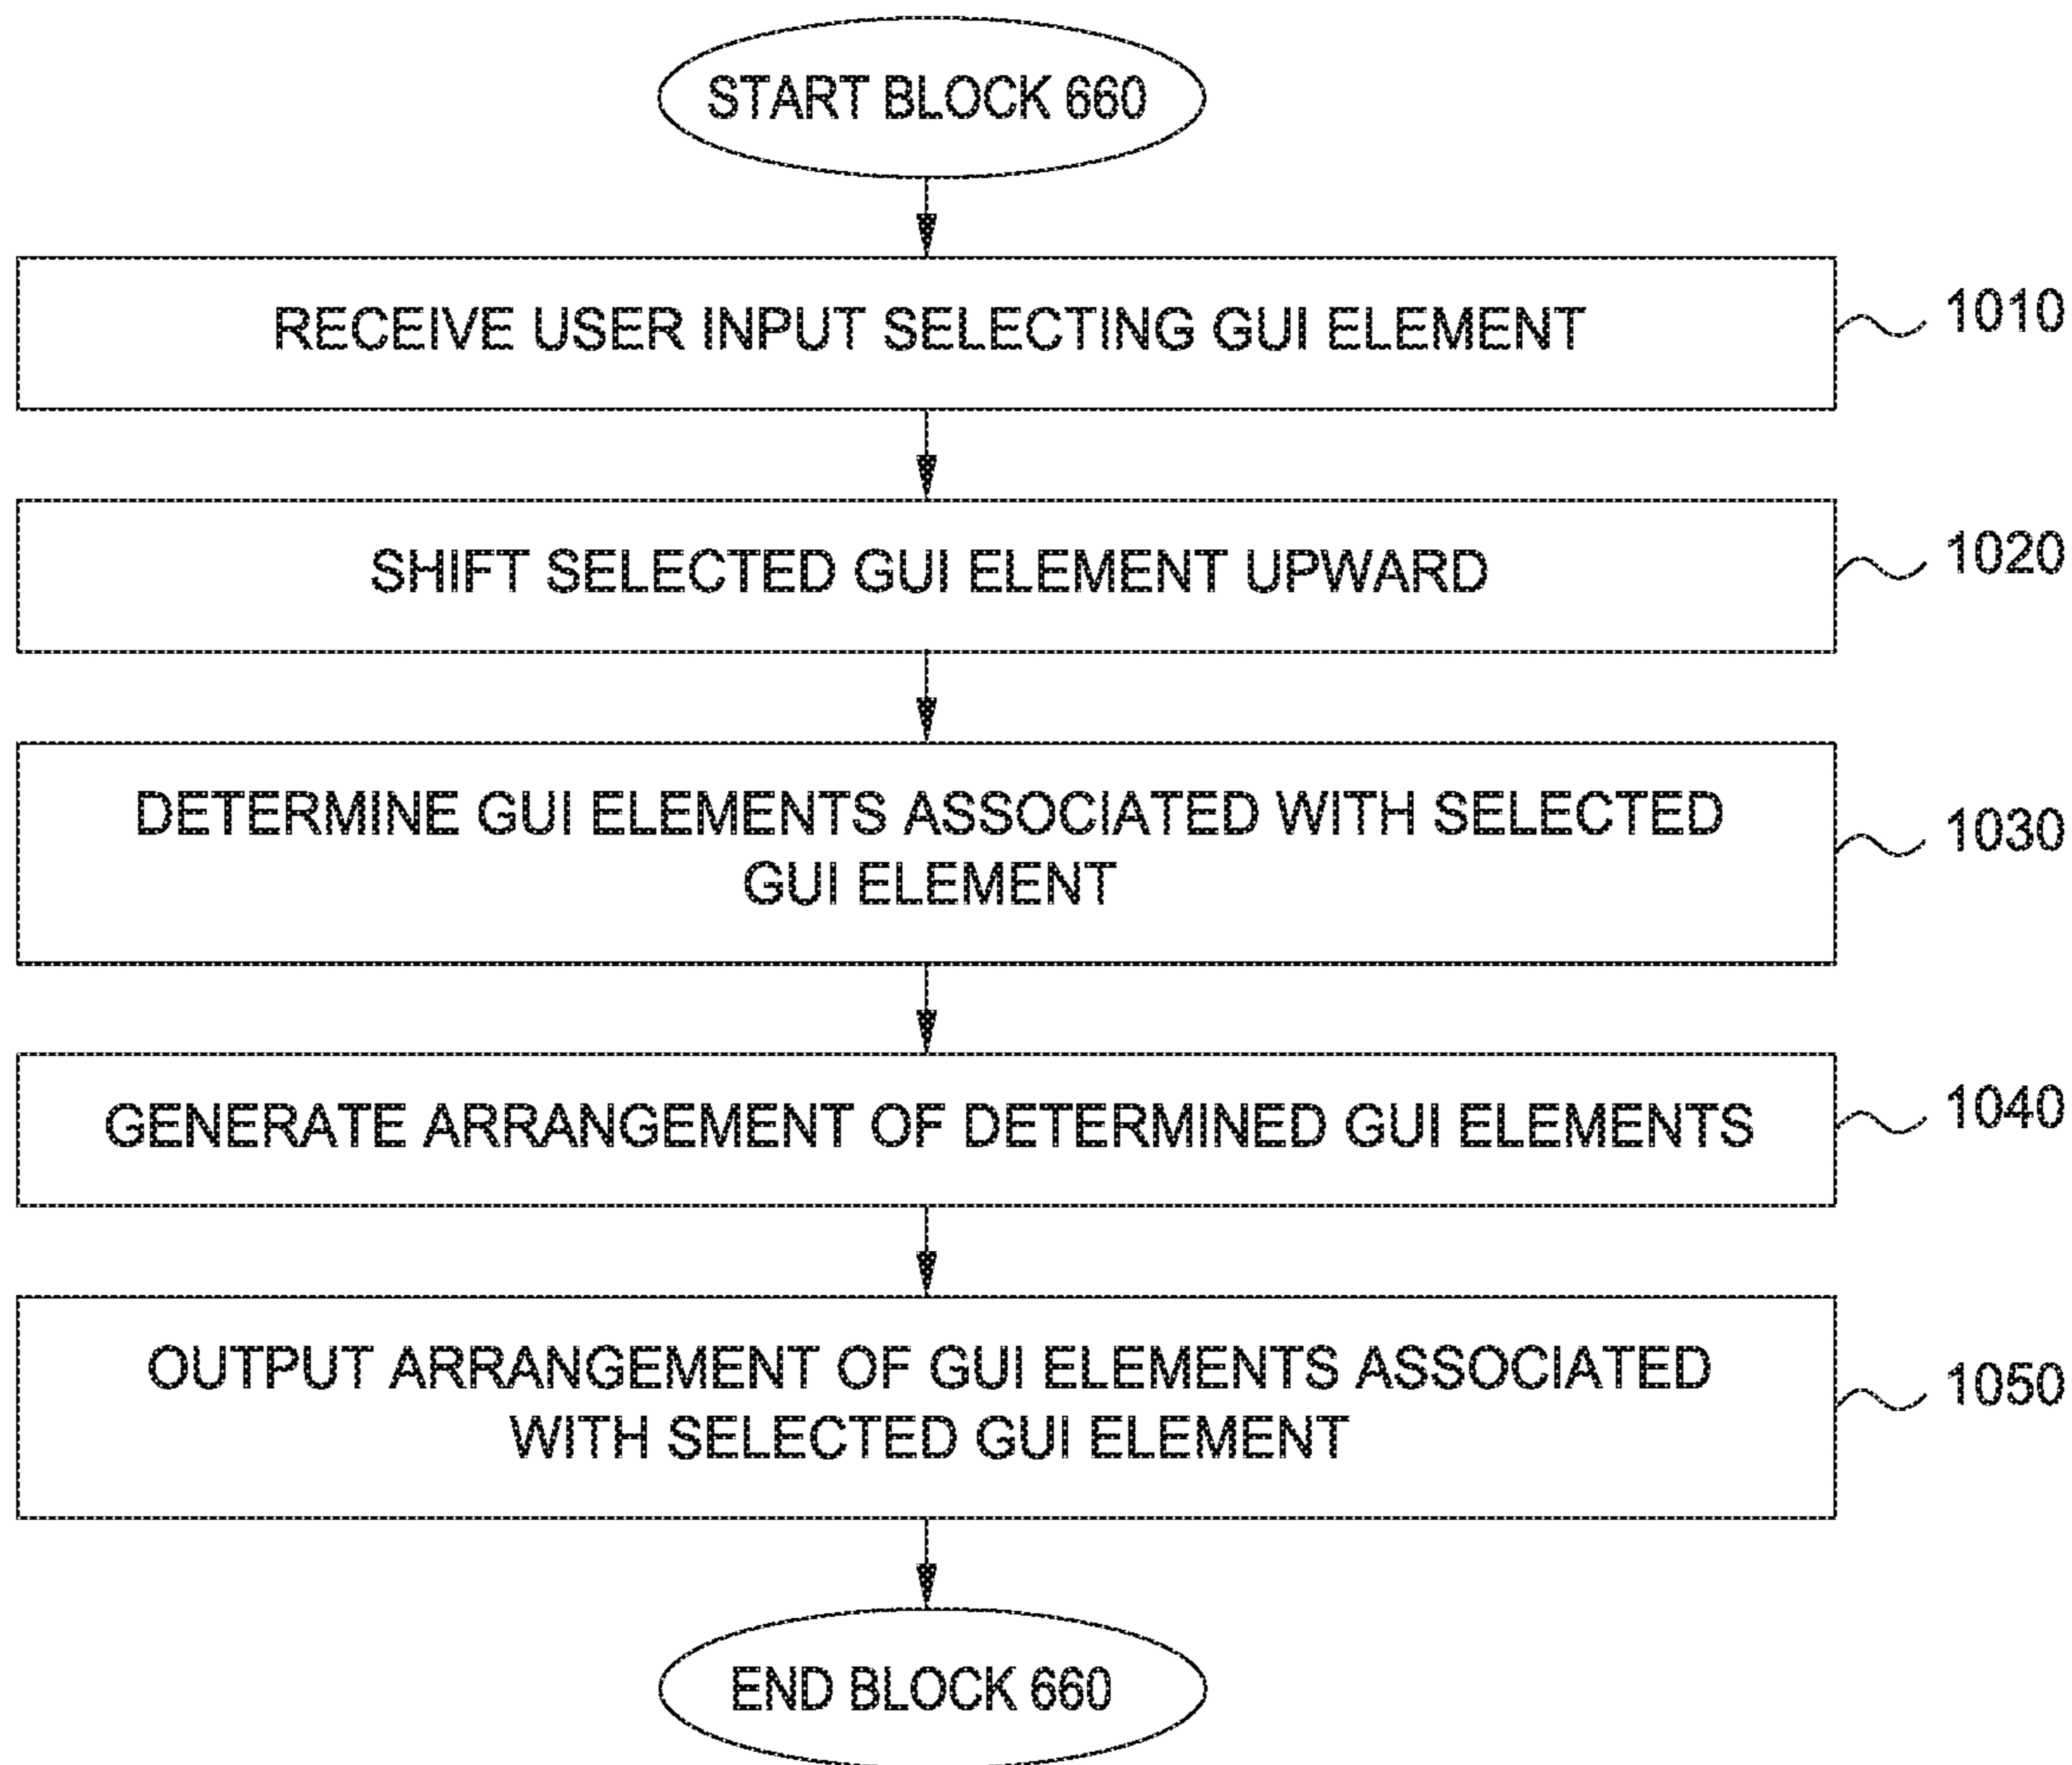 START BLOCK 660
RECEIVE USER INPUT SELECTING GUI ELEMENT
1010
SHIFT SELECTED GUI ELEMENT UPWARD
1020
DETERMINE GUI ELEMENTS ASSOCIATED WITH SELECTED
GUI ELEMENT
1030
GENERATE ARRANGEMENT OF DETERMINED GUI ELEMENTS
1040
OUTPUT ARRANGEMENT OF GUI ELEMENTS ASSOCIATED
WITH SELECTED GUI ELEMENT
1050
END BLOCK 660